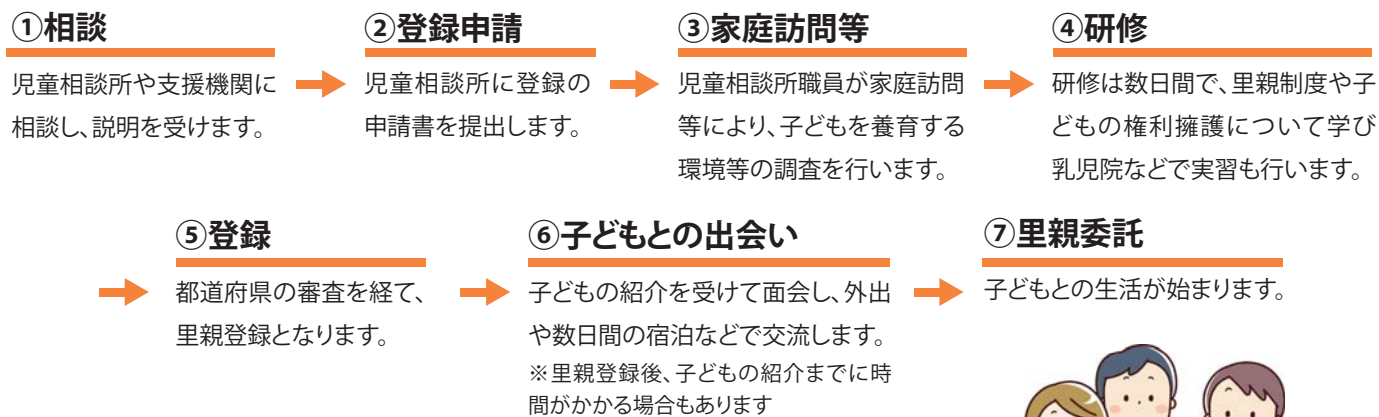 ①相談
児童相談所や支援機関に
相談し、説明を受けます。
②登録申請
児童相談所に登録の
申請書を提出します。
③家庭訪問等
児童相談所職員が家庭訪問
等により、子どもを養育する
環境等の調査を行います。
④研修
研修は数日間で、里親制度や子
どもの権利擁護について学び
乳児院などで実習も行います。
⑤登録
都道府県の審査を経て、
里親登録となります。
⑥子どもとの出会い
子どもの紹介を受けて面会し、外出
や数日間の宿泊などで交流します。
※里親登録後、子どもの紹介までに時
間がかかる場合もあります
⑦里親委託
子どもとの生活が始まります。